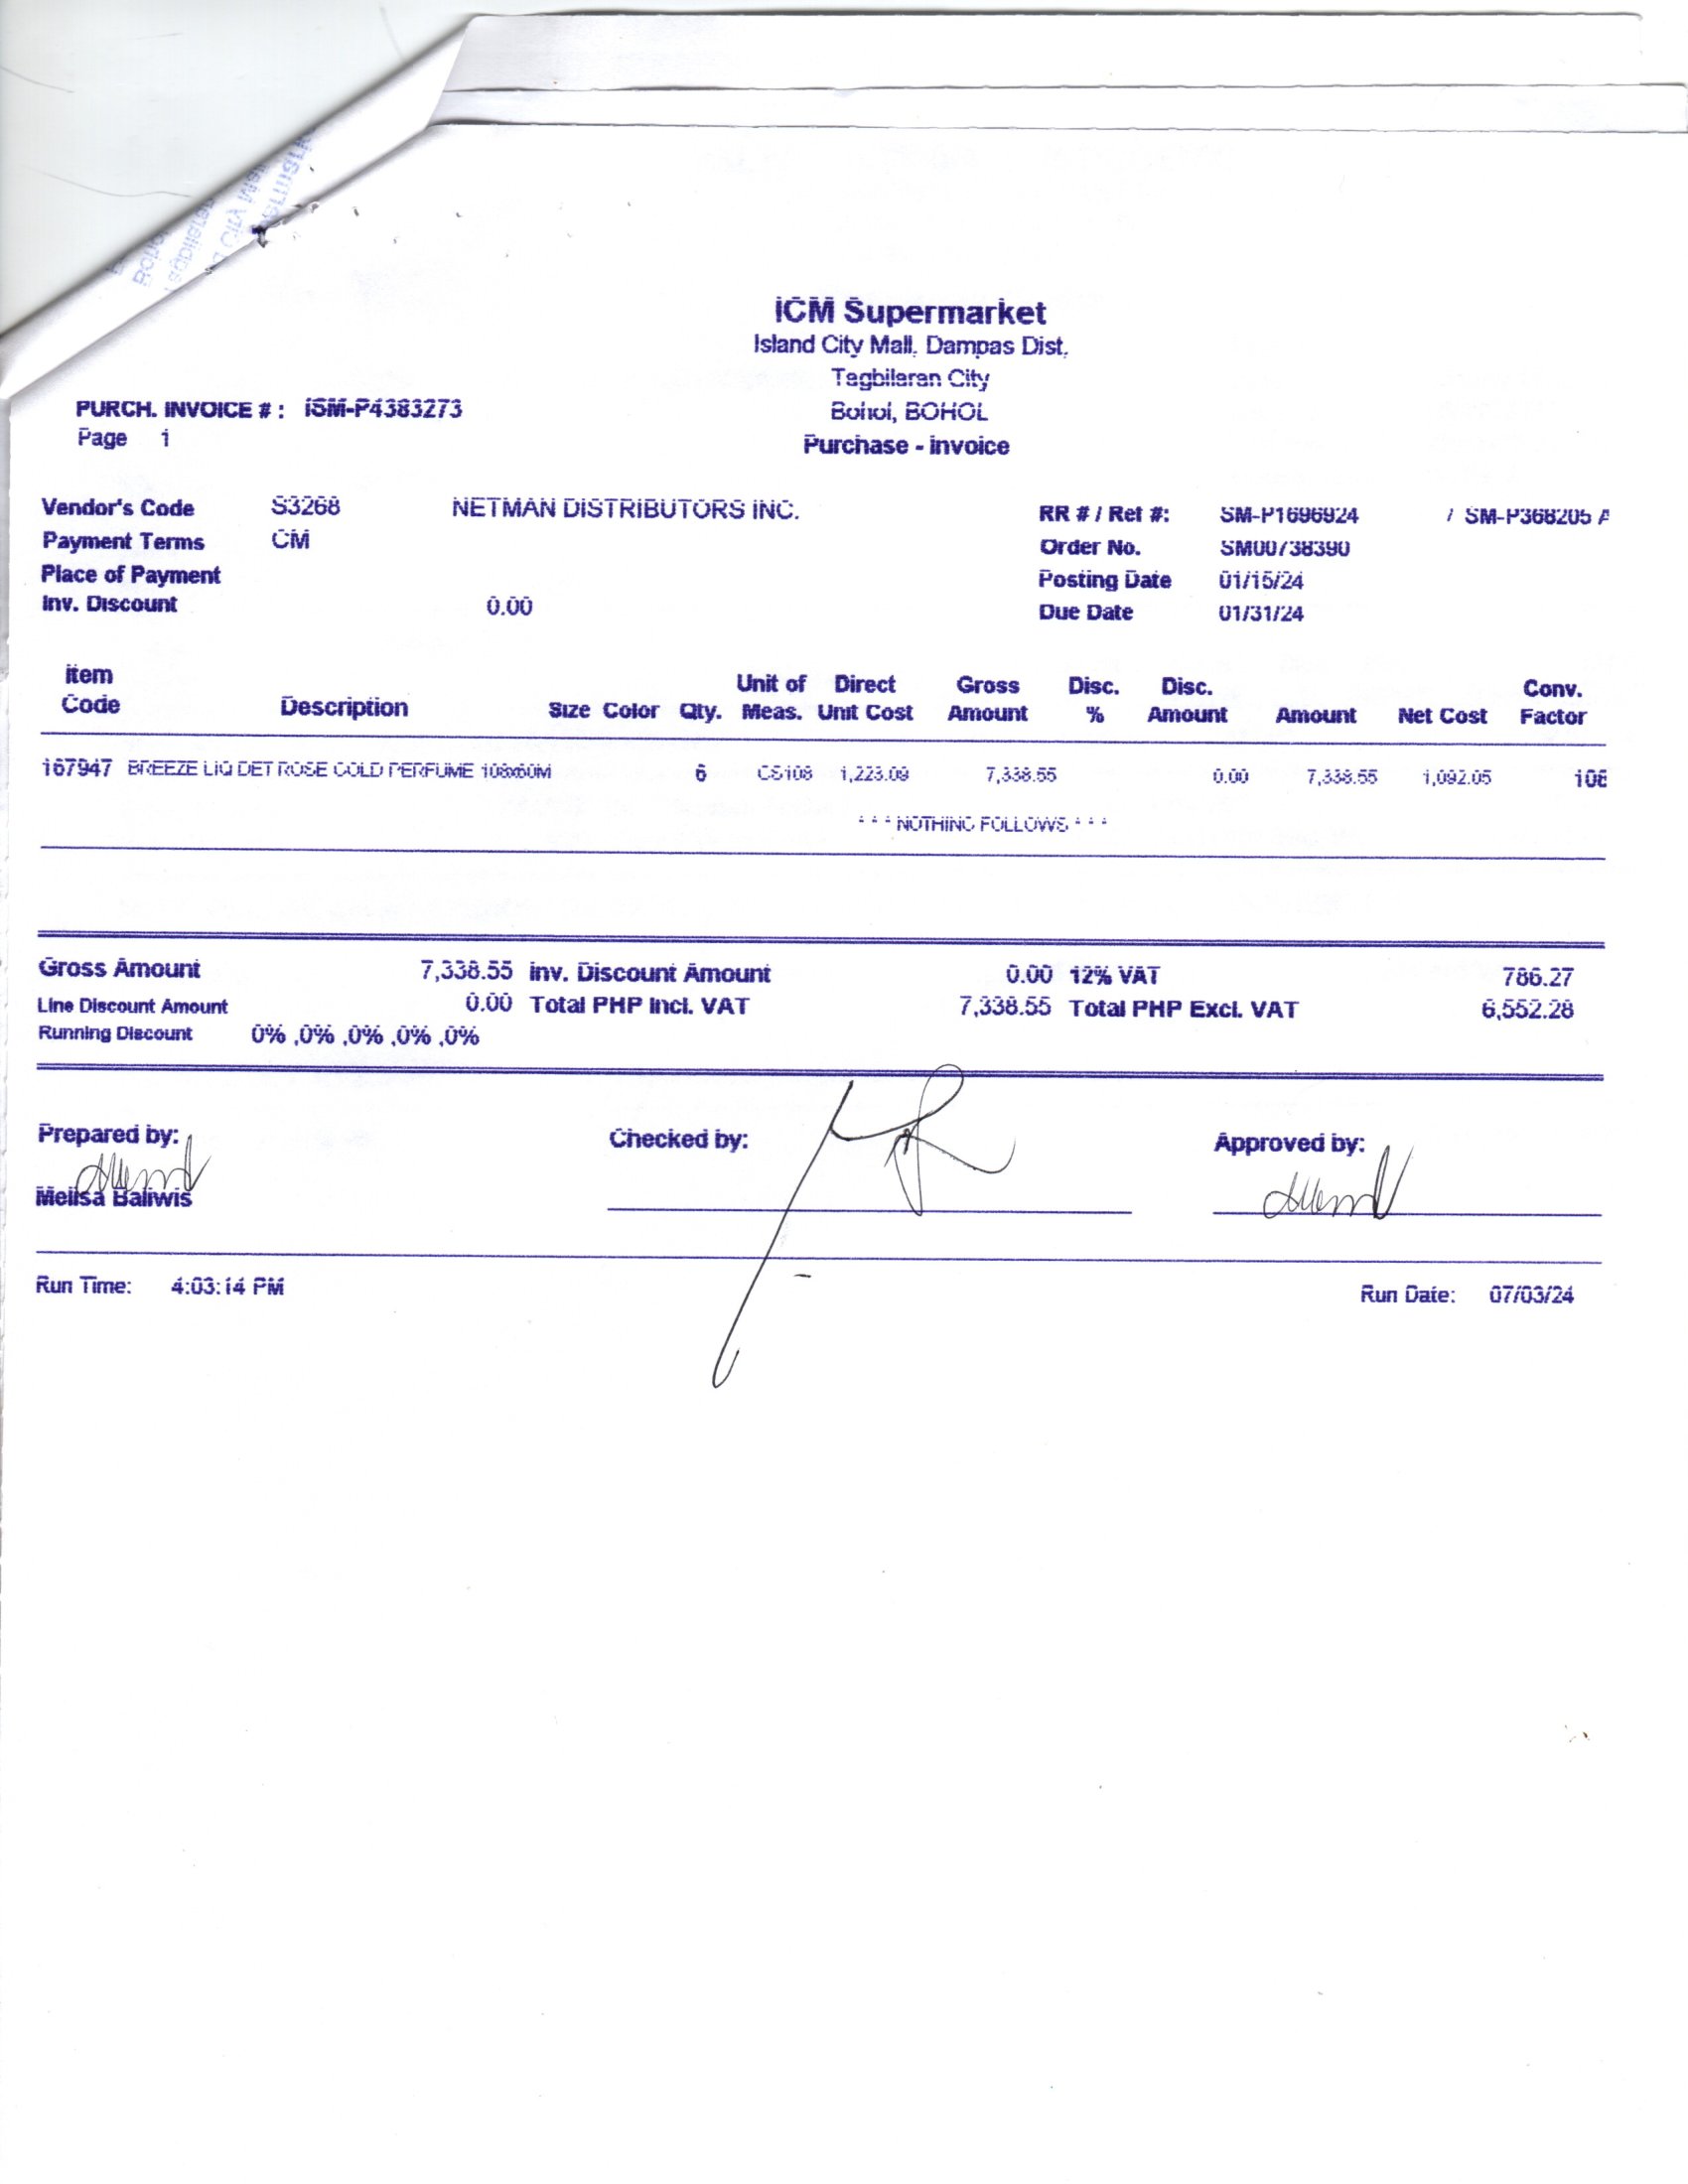 ICM Supermarket
Island City Mall, Dampas Dist.
Tagbilaran City
Bohol, BOHOL
Purchase - Invoice
PURCH. INVOICE # : ISM-P4383273
Page 1
Vendor's Code S3268 NETMAN DISTRIBUTORS INC.
Payment Terms CM
Place of Payment
Inv. Discount 0.00
RR # / Ref #: SM-P1696924 / SM-P368205 A
Order No. SM00738390
Posting Date 01/15/24
Due Date 01/31/24
Item Code Description Size Color Qty. Unit of Meas. Direct Unit Cost Gross Amount Disc. % Disc. Amount Amount Net Cost Conv. Factor
167947 BREEZE LIQ DET ROSE GOLD PERFUME 108x60M 6 CS108 1,223.09 7,338.55 0.00 7,338.55 1,092.05
* * * NOTHING FOLLOWS * * *
Gross Amount 7,338.55 Inv. Discount Amount 0.00 12% VAT 786.27
Line Discount Amount 0.00 Total PHP Incl. VAT 7,338.55 Total PHP Excl. VAT 6,552.28
Running Discount 0% ,0% ,0% ,0% ,0%
Prepared by: Checked by: Approved by:
Melisa Baliwis
Run Time: 4:03:14 PM Run Date: 07/03/24